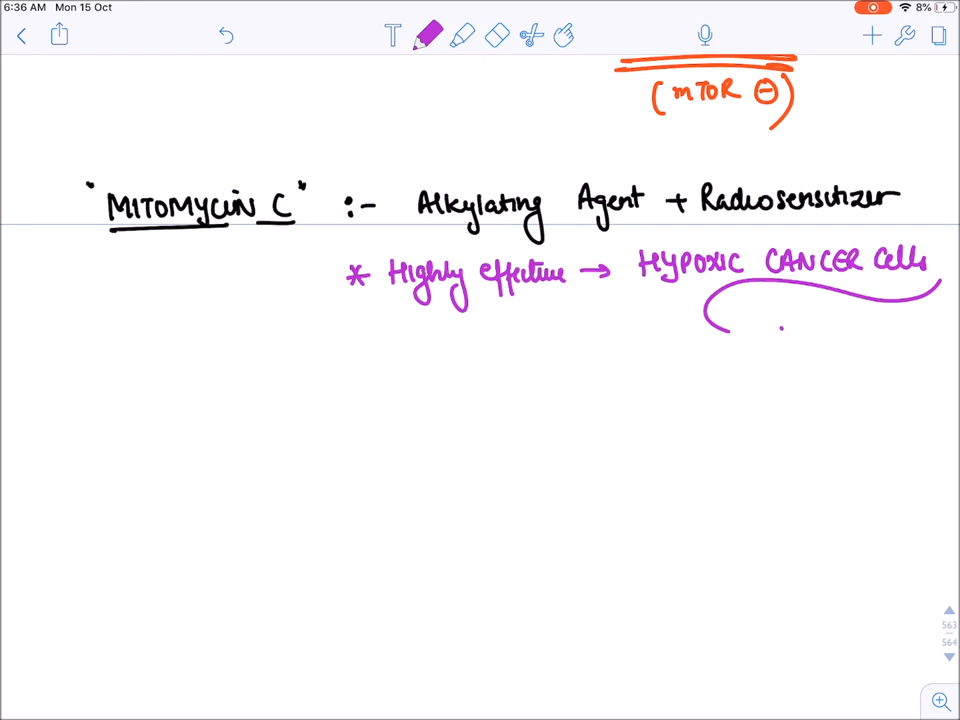 6:36 AM Mon 15 Oct 8%
T
(mTOR ⊖)
"MITOMYCIN C" :- Alkylating Agent + Radiosensitizer
* Highly effective → HYPOXIC CANCER Cells
563
564